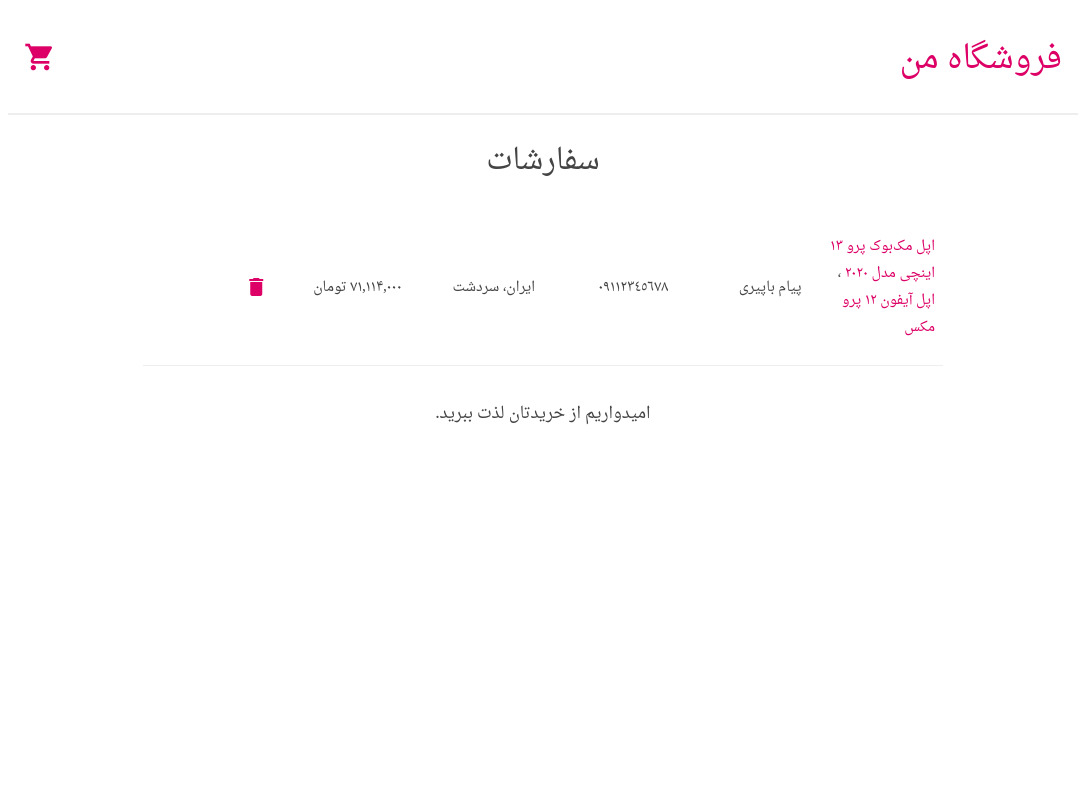 فروشگاه من
سفارشات
اپل مک‌بوک پرو ۱۳
اینچی مدل ۲۰۲۰ ،
اپل آیفون ۱۲ پرو
مکس
پیام باپیری
٠٩١١٢٣٤٥٦٧٨
ایران، سردشت
۷۱,۱۱۴,۰۰۰ تومان
امیدواریم از خریدتان لذت ببرید.